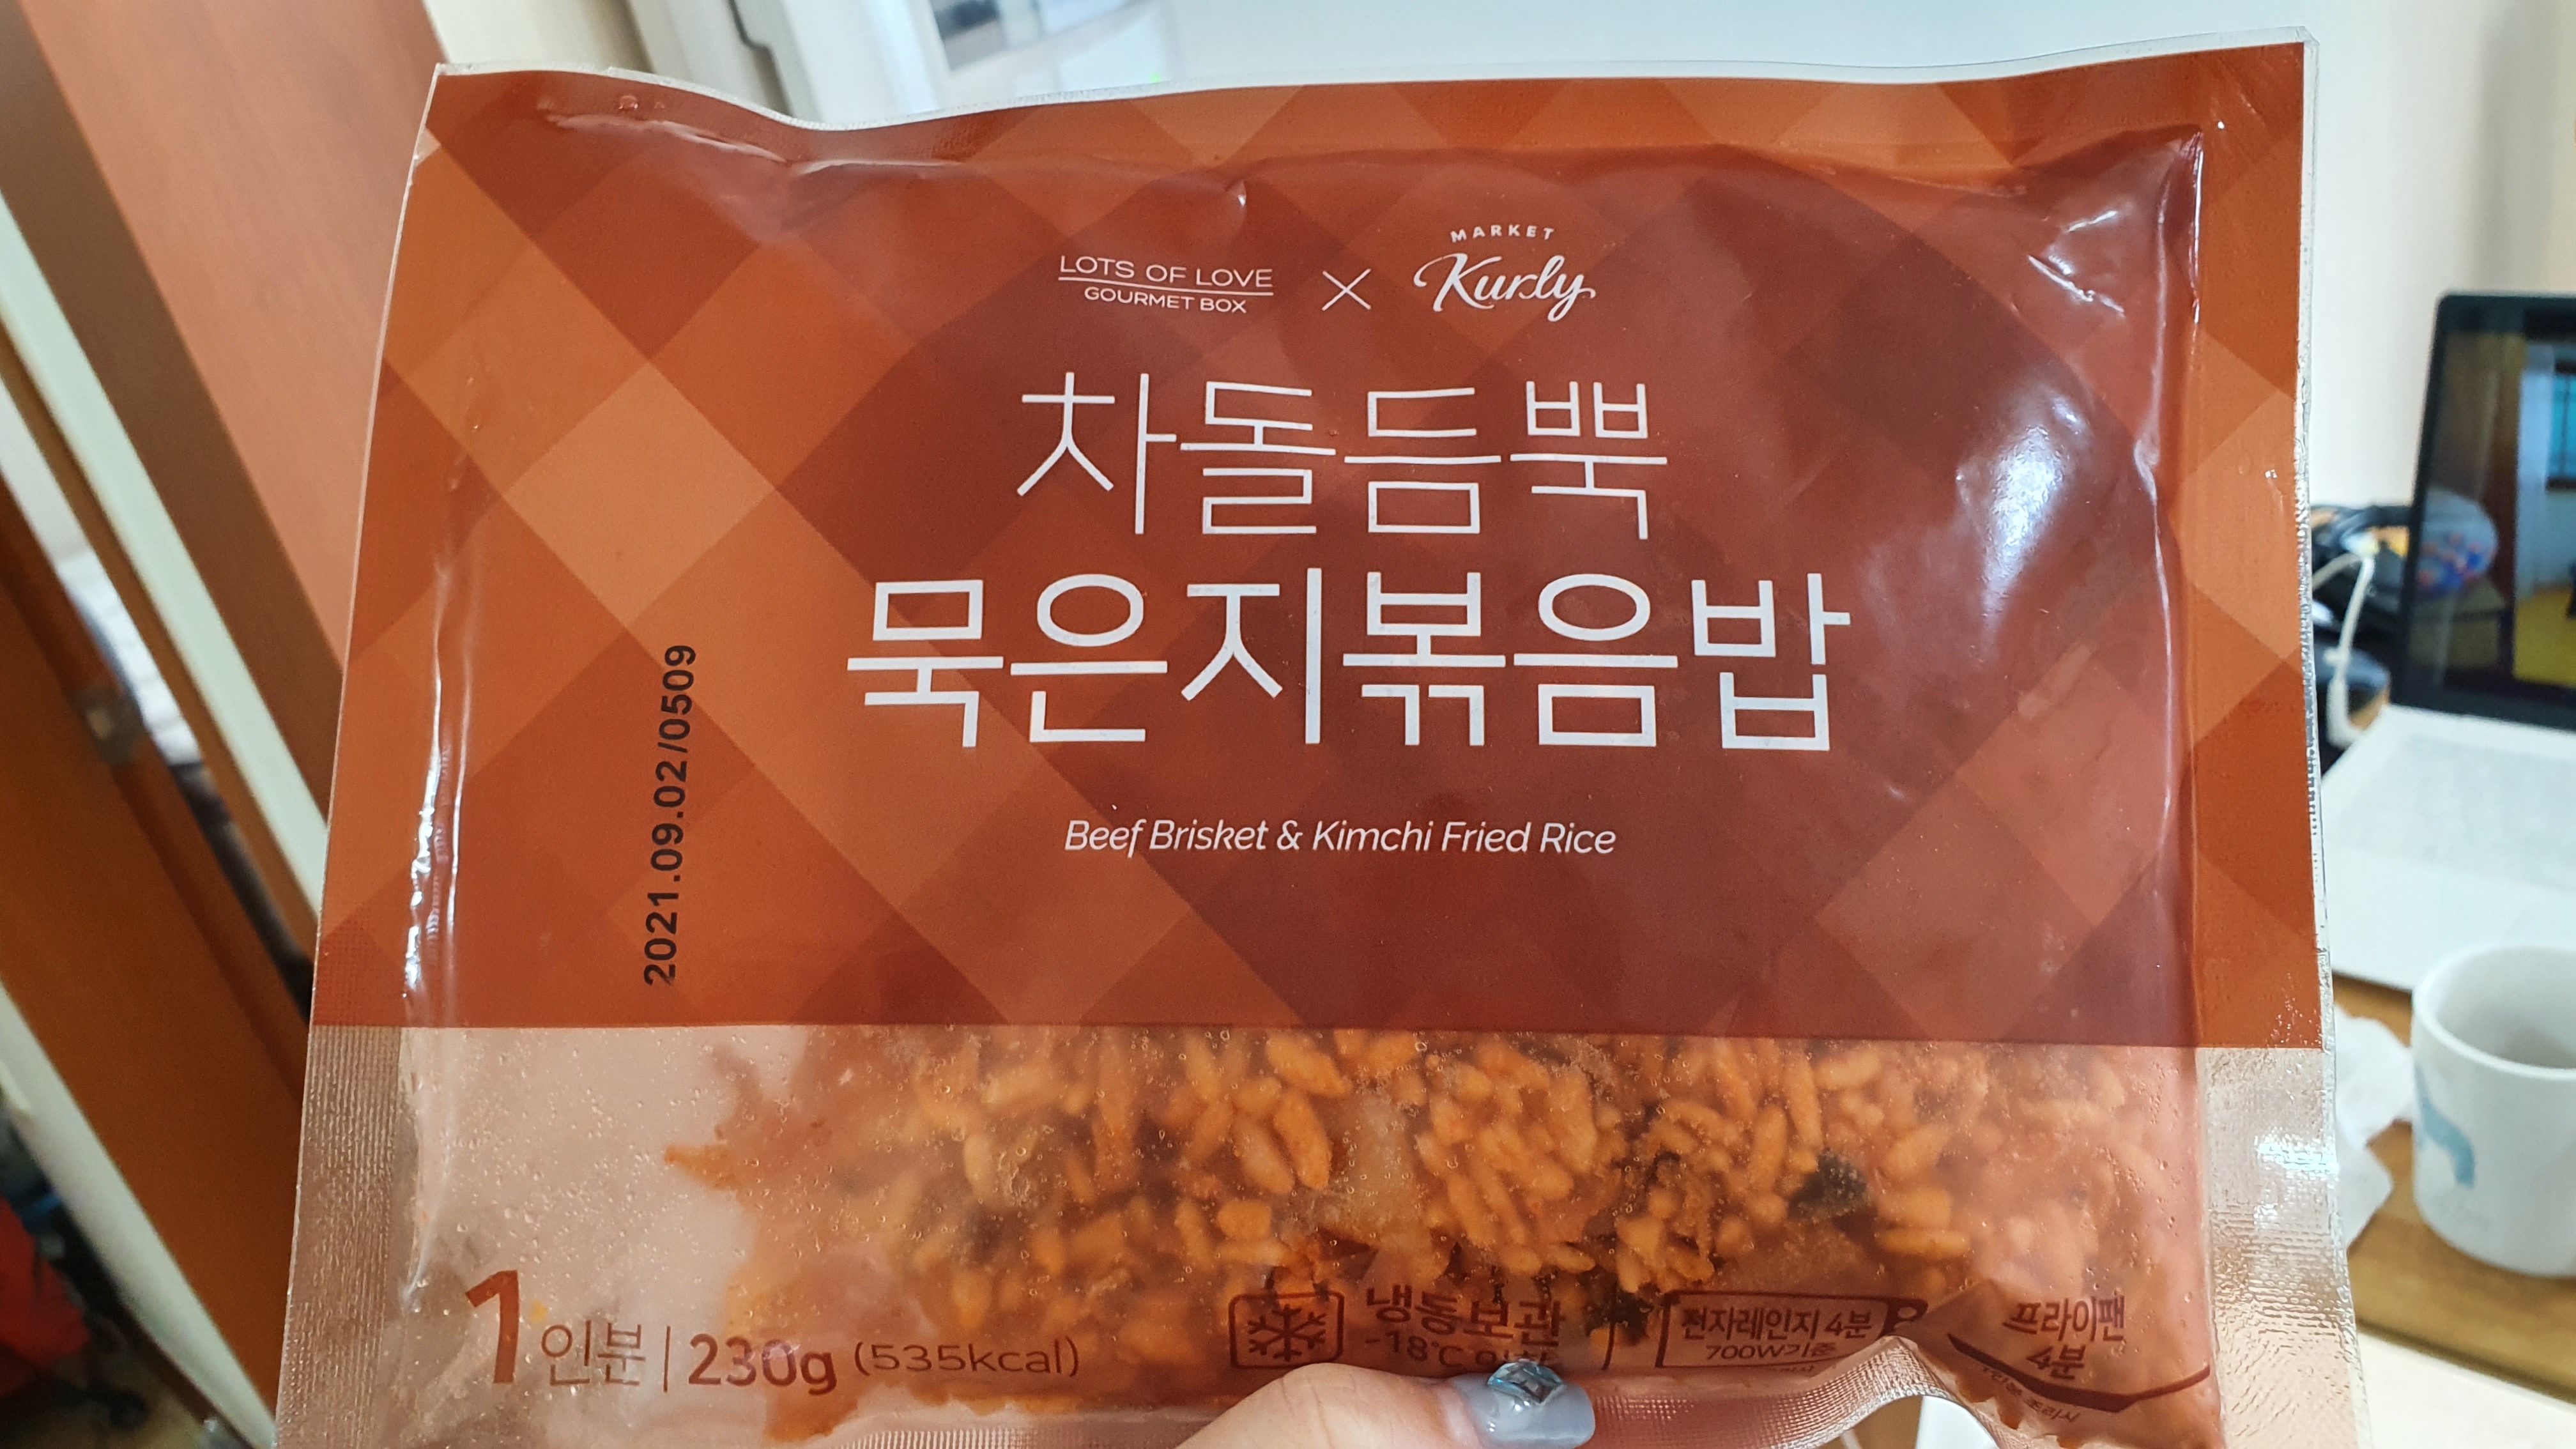 LOTS OF LOVE
GOURMET BOX
×
MARKET
Kurly
차돌듬뿍
묵은지볶음밥
Beef Brisket & Kimchi Fried Rice
2021.09.02/0509
1인분 | 230g (535kcal)
냉동보관
-18℃
전자레인지 4분
700W기준
프라이팬
4분